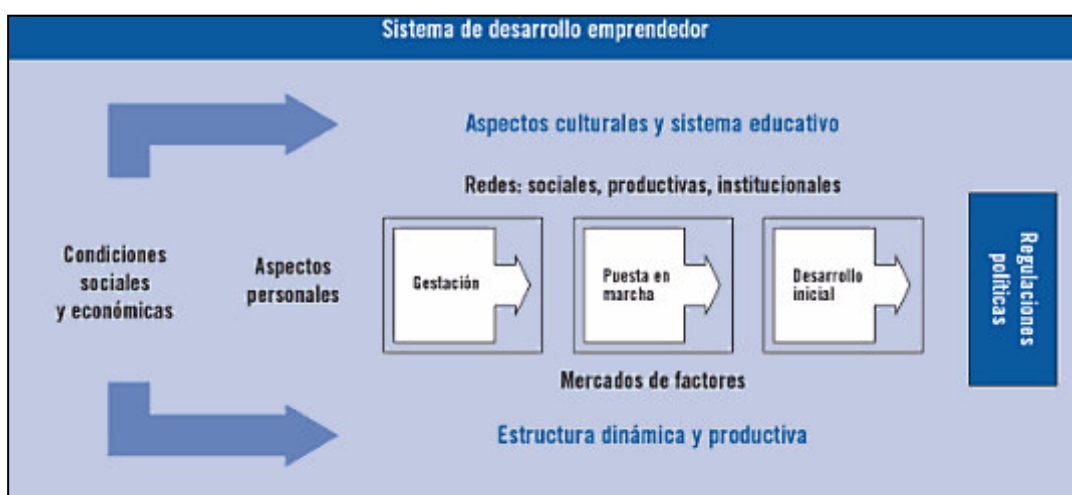 Sistema de desarrollo emprendedor
Aspectos culturales y sistema educativo
Redes: sociales, productivas, institucionales
Condiciones
sociales
y económicas
Aspectos
personales
Gestación
Puesta en
marcha
Desarrollo
inicial
Regulaciones
políticas
Mercados de factores
Estructura dinámica y productiva